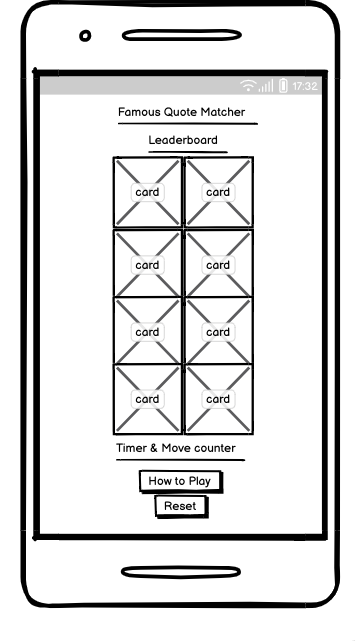 17:32
Famous Quote Matcher
Leaderboard
card card
card card
card card
card card
Timer & Move counter
How to Play
Reset